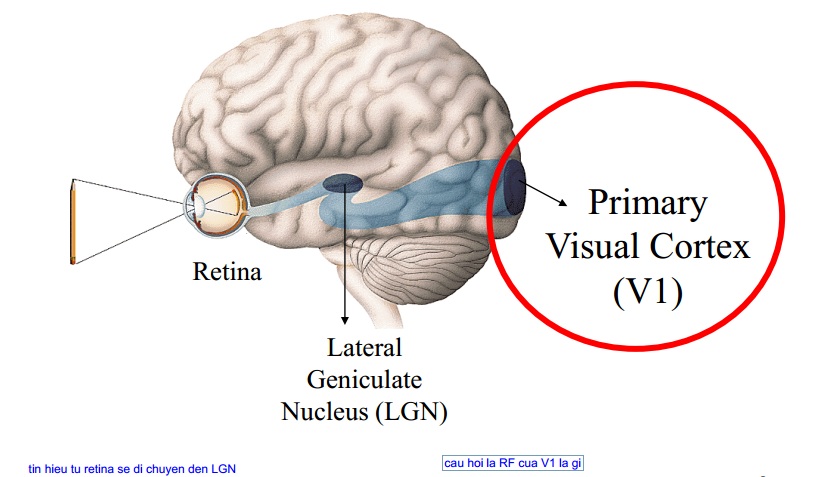 Retina
Primary
Visual Cortex
(V1)
Lateral
Geniculate
Nucleus (LGN)
tin hieu tu retina se di chuyen den LGN
cau hoi la RF cua V1 la gi